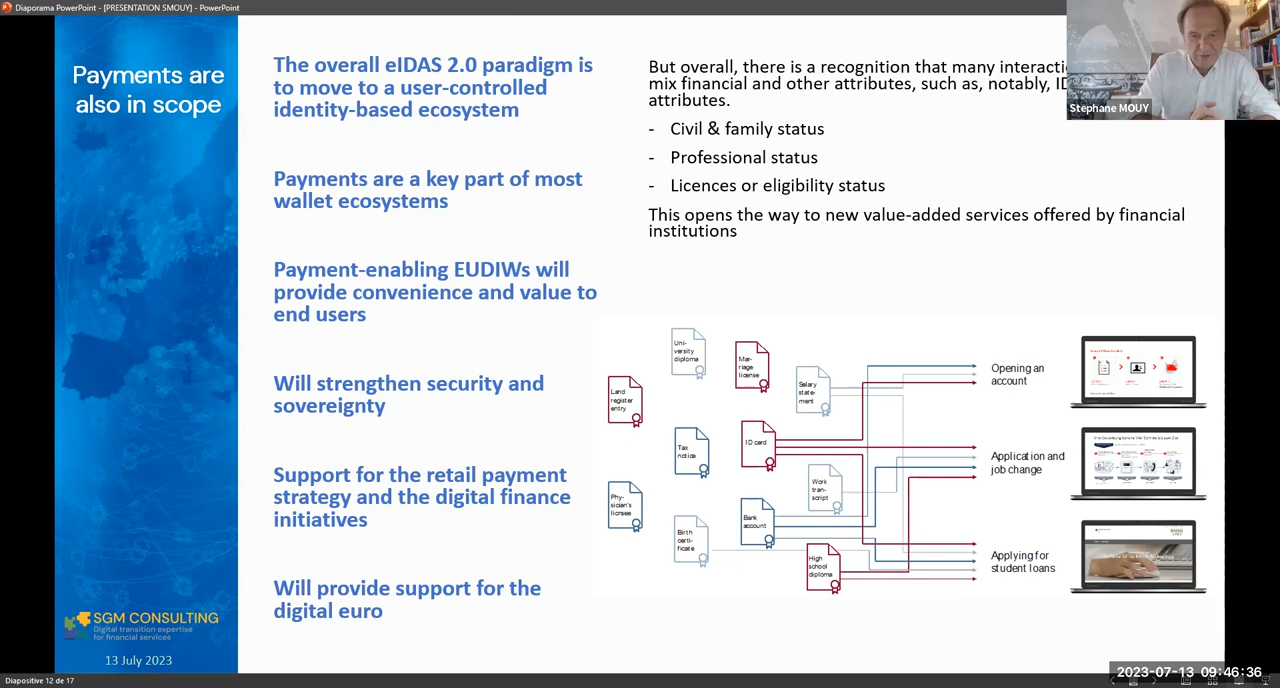 Diaporama PowerPoint - [PRESENTATION SMOUY] - PowerPoint
Payments are
also in scope
The overall eIDAS 2.0 paradigm is
to move to a user-controlled
identity-based ecosystem
Payments are a key part of most
wallet ecosystems
Payment-enabling EUDIWs will
provide convenience and value to
end users
Will strengthen security and
sovereignty
Support for the retail payment
strategy and the digital finance
initiatives
Will provide support for the
digital euro
But overall, there is a recognition that many interacti
mix financial and other attributes, such as, notably, ID
attributes.
- Civil & family status
- Professional status
- Licences or eligibility status
This opens the way to new value-added services offered by financial
institutions
Stephane MOUY
Uni-
versity
diploma
Mar-
riage
license
Salary
state-
ment
Land
register
entry
Tax
notice
ID card
Work
tran-
script
Phy-
sician's
license
Bank
account
Birth
certi-
ficate
High
school
diploma
Opening an
account
Application and
job change
Applying for
student loans
SGM CONSULTING
Digital transition expertise
for financial services
13 July 2023
Diapositive 12 de 17
2023-07-13 09:46:36